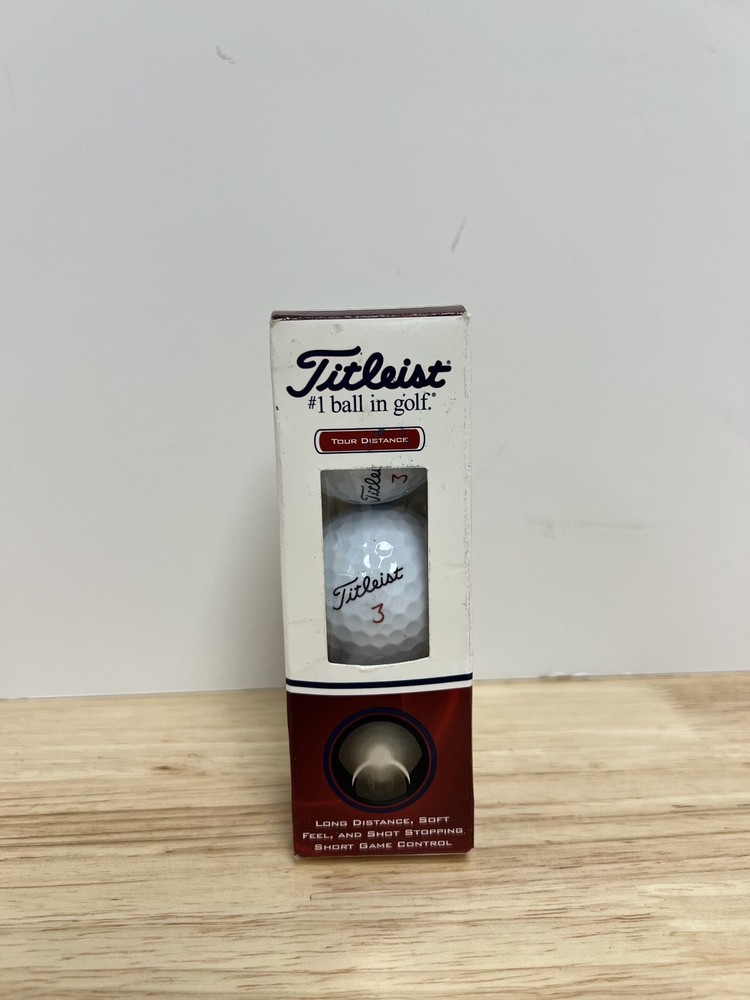 Titleist®
#1 ball in golf.®
TOUR DISTANCE
Titleist
3
Titleist
3
LONG DISTANCE, SOFT
FEEL, AND SHOT STOPPING
SHORT GAME CONTROL